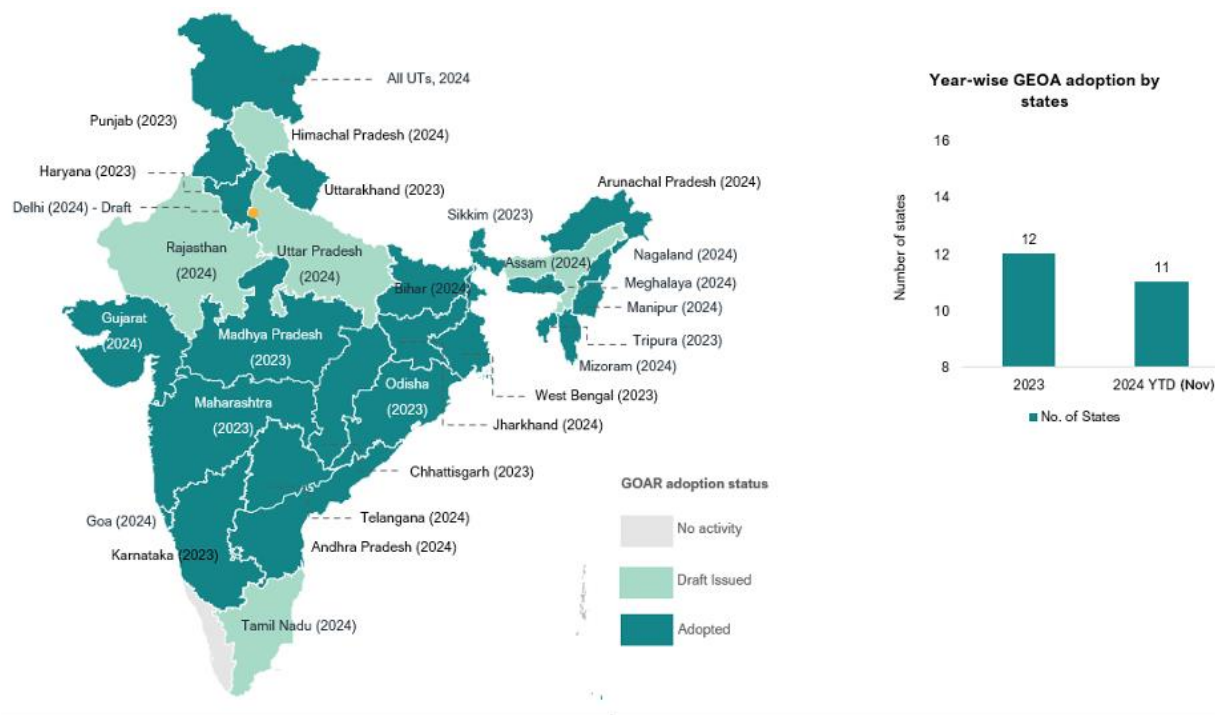 All UTs, 2024
Punjab (2023)
Himachal Pradesh (2024)
Haryana (2023)
Uttarakhand (2023)
Delhi (2024) - Draft
Arunachal Pradesh (2024)
Sikkim (2023)
Rajasthan
(2024)
Uttar Pradesh
(2024)
Assam (2024)
Nagaland (2024)
Bihar (2024)
Meghalaya (2024)
Manipur (2024)
Gujarat
(2024)
Madhya Pradesh
(2023)
Tripura (2023)
Mizoram (2024)
Odisha
(2023)
West Bengal (2023)
Maharashtra
(2023)
Jharkhand (2024)
Chhattisgarh (2023)
Goa (2024)
Telangana (2024)
Karnataka (2023)
Andhra Pradesh (2024)
Tamil Nadu (2024)
GOAR adoption status
No activity
Draft Issued
Adopted
Year-wise GEOA adoption by
states
Number of states
16
14
12
10
8
12
11
2023
2024 YTD (Nov)
No. of States